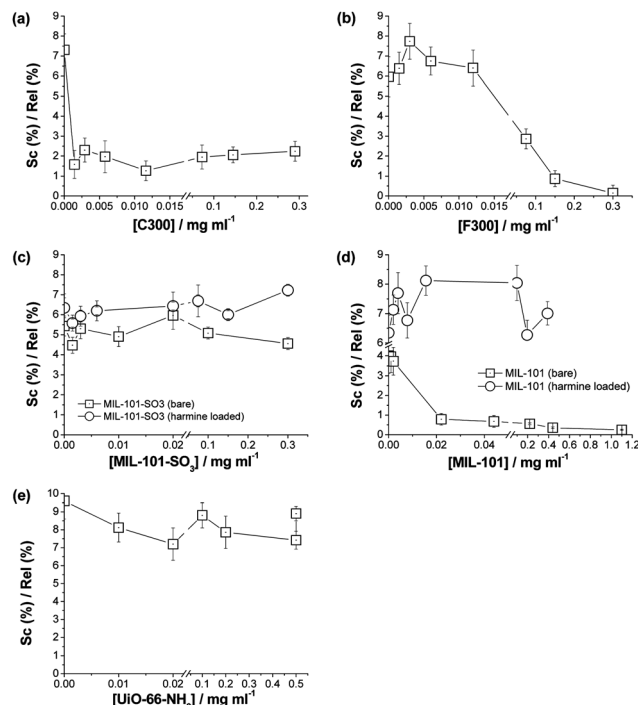 (a)
Sc (%) / Rel (%)
9
8
7
6
5
4
3
2
1
0
0.000 0.005 0.010 0.015 0.1 0.2 0.3
[C300] / mg ml⁻¹
(b)
Sc (%) / Rel (%)
9
8
7
6
5
4
3
2
1
0
0.000 0.005 0.010 0.015 0.1 0.2 0.3
[F300] / mg ml⁻¹
(c)
Sc (%) / Rel (%)
9
8
7
6
5
4
3
2
1
0
MIL-101-SO3 (bare)
MIL-101-SO3 (harmine loaded)
0.00 0.01 0.02 0.1 0.2 0.3
[MIL-101-SO₃] / mg ml⁻¹
(d)
Sc (%) / Rel (%)
9
8
7
6
4
3
2
1
0
MIL-101 (bare)
MIL-101 (harmine loaded)
0.00 0.02 0.04 0.4 0.8 1.2
[MIL-101] / mg ml⁻¹
(e)
Sc (%) / Rel (%)
10
9
8
7
6
5
4
3
2
1
0
0.00 0.01 0.02 0.1 0.2 0.3 0.4 0.5
[UiO-66-NH₂] / mg ml⁻¹